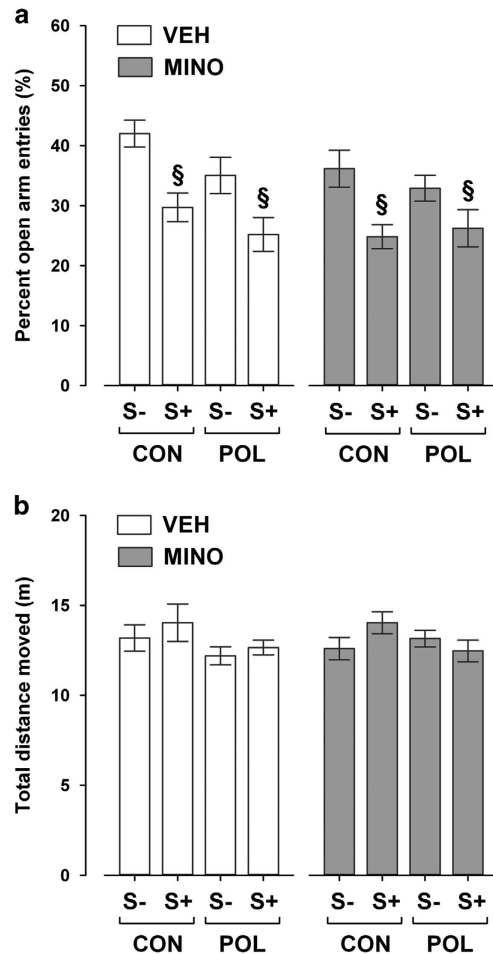 a
60
VEH
MINO
50
40
30
20
10
0
Percent open arm entries (%)
§ § § §
S- S+ S- S+ S- S+ S- S+
CON POL CON POL
b
20
VEH
MINO
15
10
5
0
Total distance moved (m)
S- S+ S- S+ S- S+ S- S+
CON POL CON POL